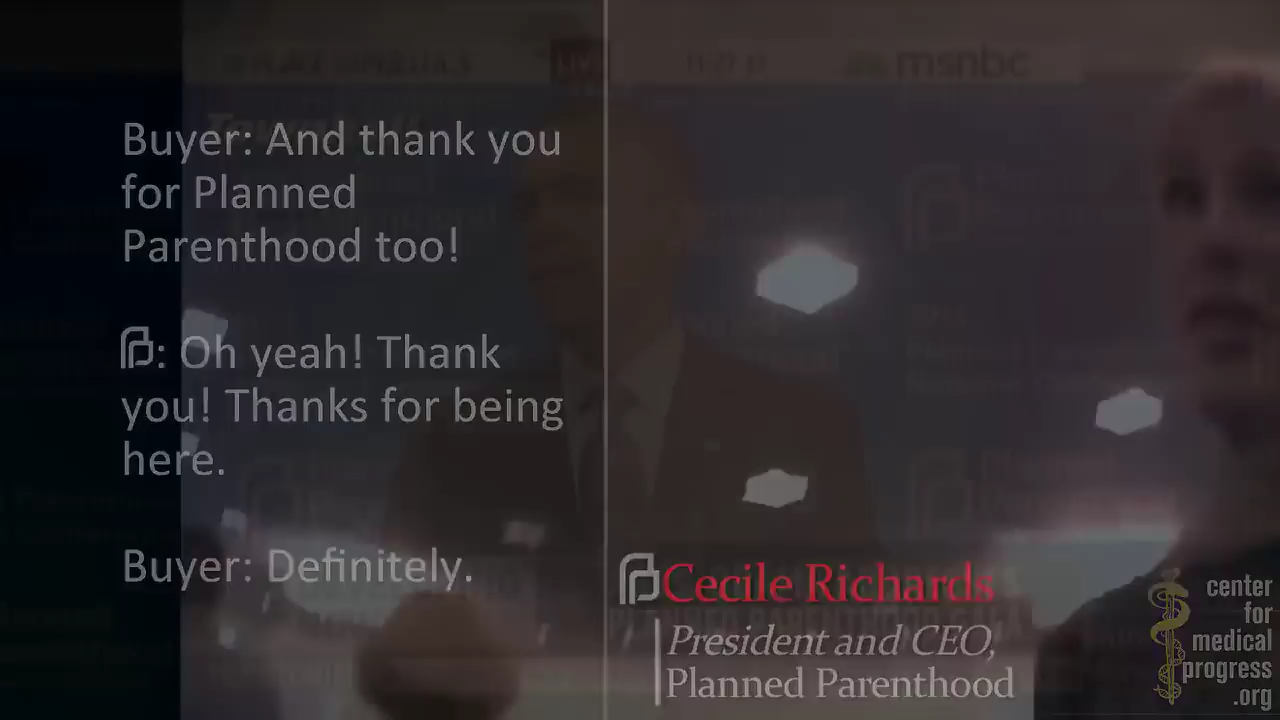 msnbc
Buyer: And thank you
for Planned
Parenthood too!
: Oh yeah! Thank
you! Thanks for being
here.
Buyer: Definitely.
Cecile Richards
President and CEO,
Planned Parenthood
center
for
medical
progress
.org